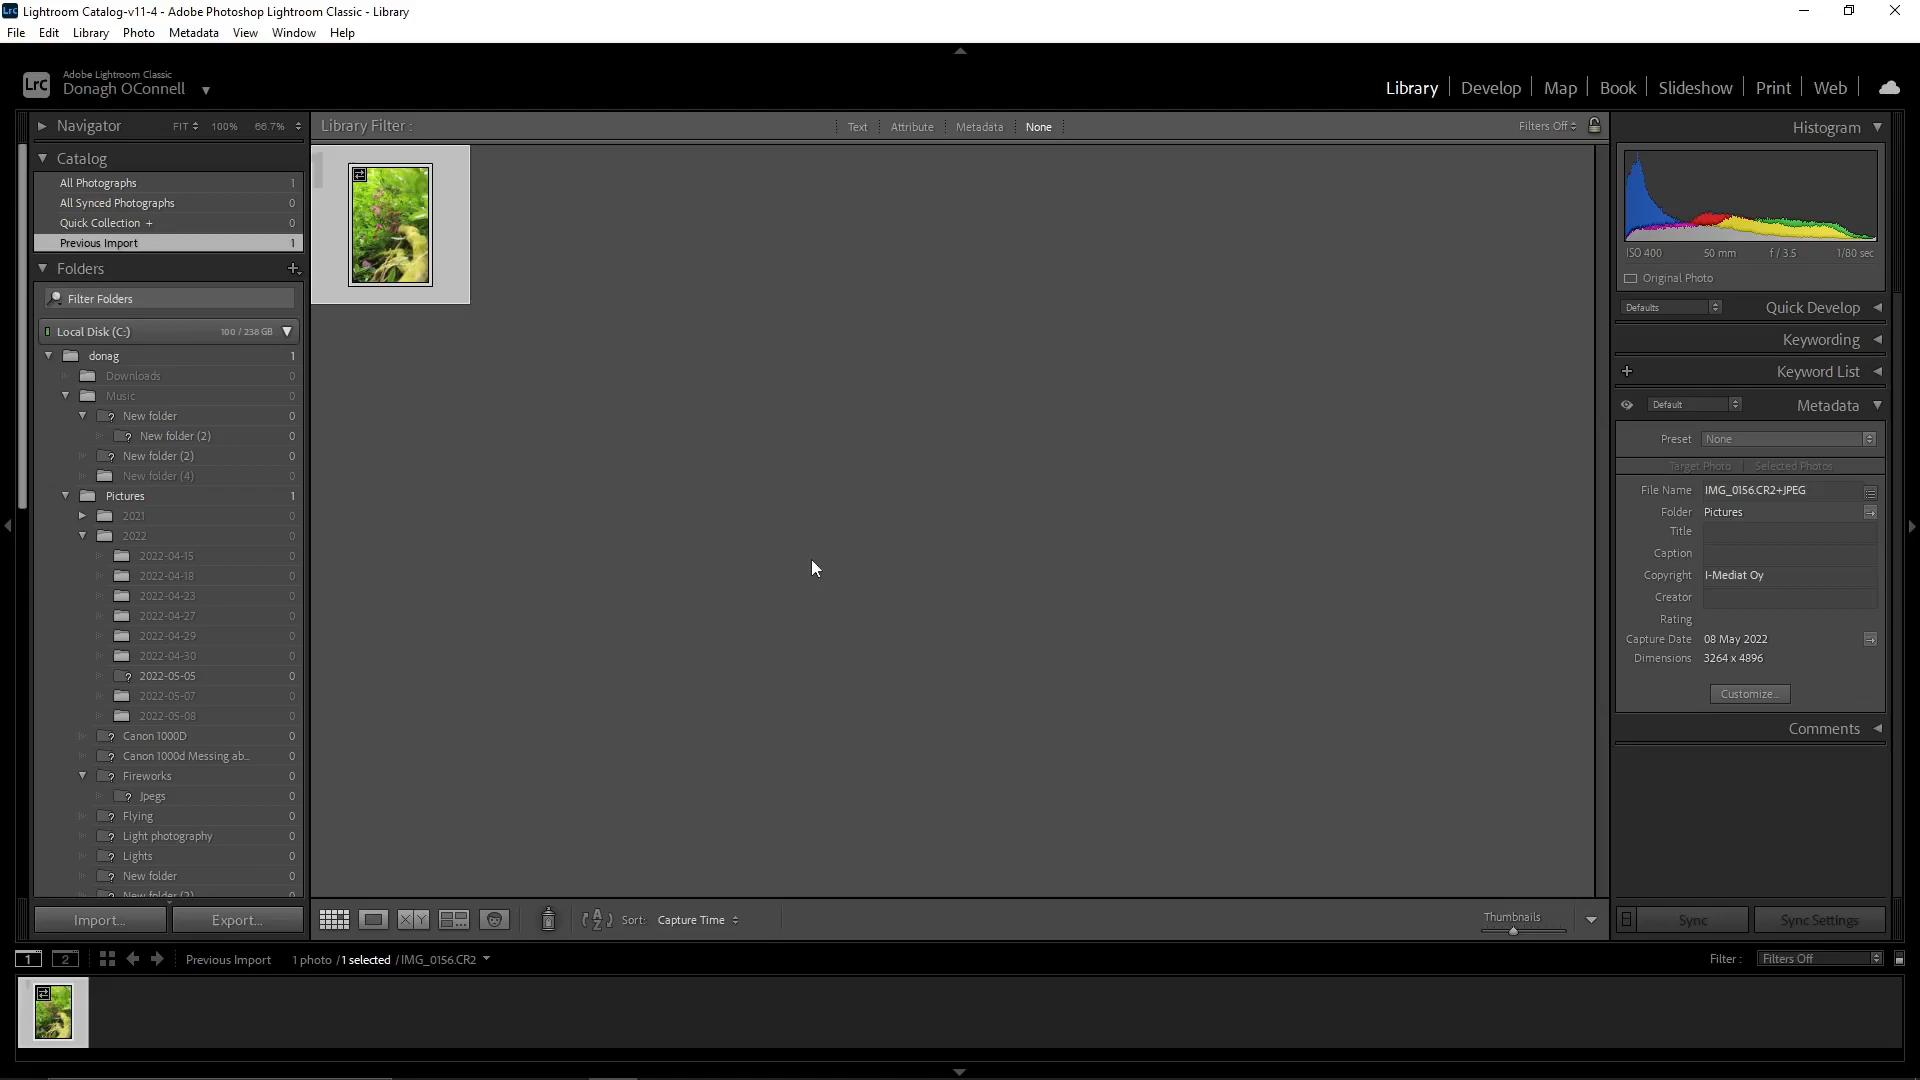 Lrc Lightroom Catalog-v11-4 - Adobe Photoshop Lightroom Classic - Library
File Edit Library Photo Metadata View Window Help
LrC Adobe Lightroom Classic
Donagh OConnell
Library Develop Map Book Slideshow Print Web
Navigator FIT 100% 66.7%
Catalog
All Photographs 1
All Synced Photographs 0
Quick Collection + 0
Previous Import 1
Folders
Filter Folders
Local Disk (C:) 100 / 238 GB
donag 1
Downloads 0
Music 0
New folder 0
New folder (2) 0
New folder (2) 0
New folder (4) 0
Pictures 1
2021 0
2022 0
2022-04-15 0
2022-04-18 0
2022-04-23 0
2022-04-27 0
2022-04-29 0
2022-04-30 0
2022-05-05 0
2022-05-07 0
2022-05-08 0
Canon 1000D 0
Canon 1000d Messing ab... 0
Fireworks 0
Jpegs 0
Flying 0
Light photography 0
Lights 0
New folder 0
New folder (2) 0
Import... Export...
Library Filter : Text Attribute Metadata None Filters Off
1
Sort: Capture Time
Thumbnails
Histogram
ISO 400 50 mm f / 3.5 1/80 sec
Original Photo
Defaults Quick Develop
Keywording
Keyword List
Default Metadata
Preset None
Target Photo Selected Photos
File Name IMG_0156.CR2+JPEG
Folder Pictures
Title
Caption
Copyright I-Mediat Oy
Creator
Rating
Capture Date 08 May 2022
Dimensions 3264 x 4896
Customize...
Comments
Sync Sync Settings
1 2 Previous Import 1 photo / 1 selected / IMG_0156.CR2
Filter : Filters Off